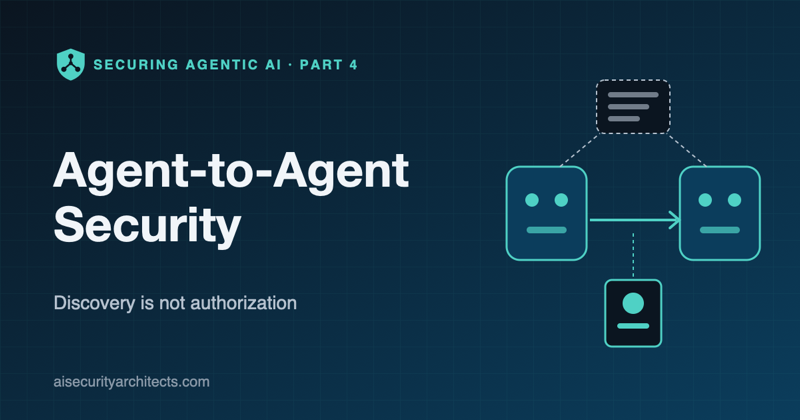 SECURING AGENTIC AI · PART 4
Agent-to-Agent
Security
Discovery is not authorization
aisecurityarchitects.com